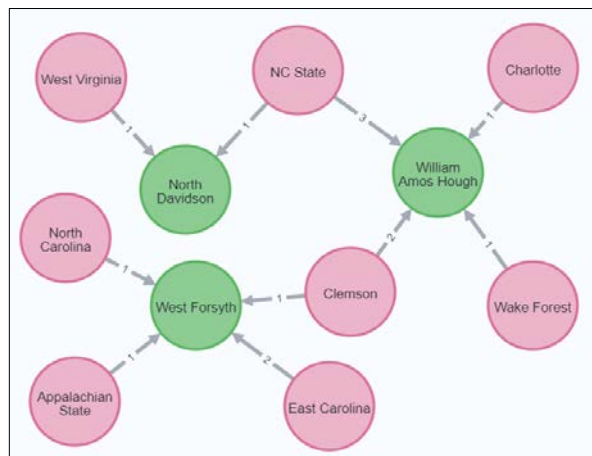 West Virginia
NC State
Charlotte
1
1
3
1
North
Davidson
William
Amos Hough
North
Carolina
1
2
1
West Forsyth
1
Clemson
Wake Forest
1
2
Appalachian
State
East Carolina